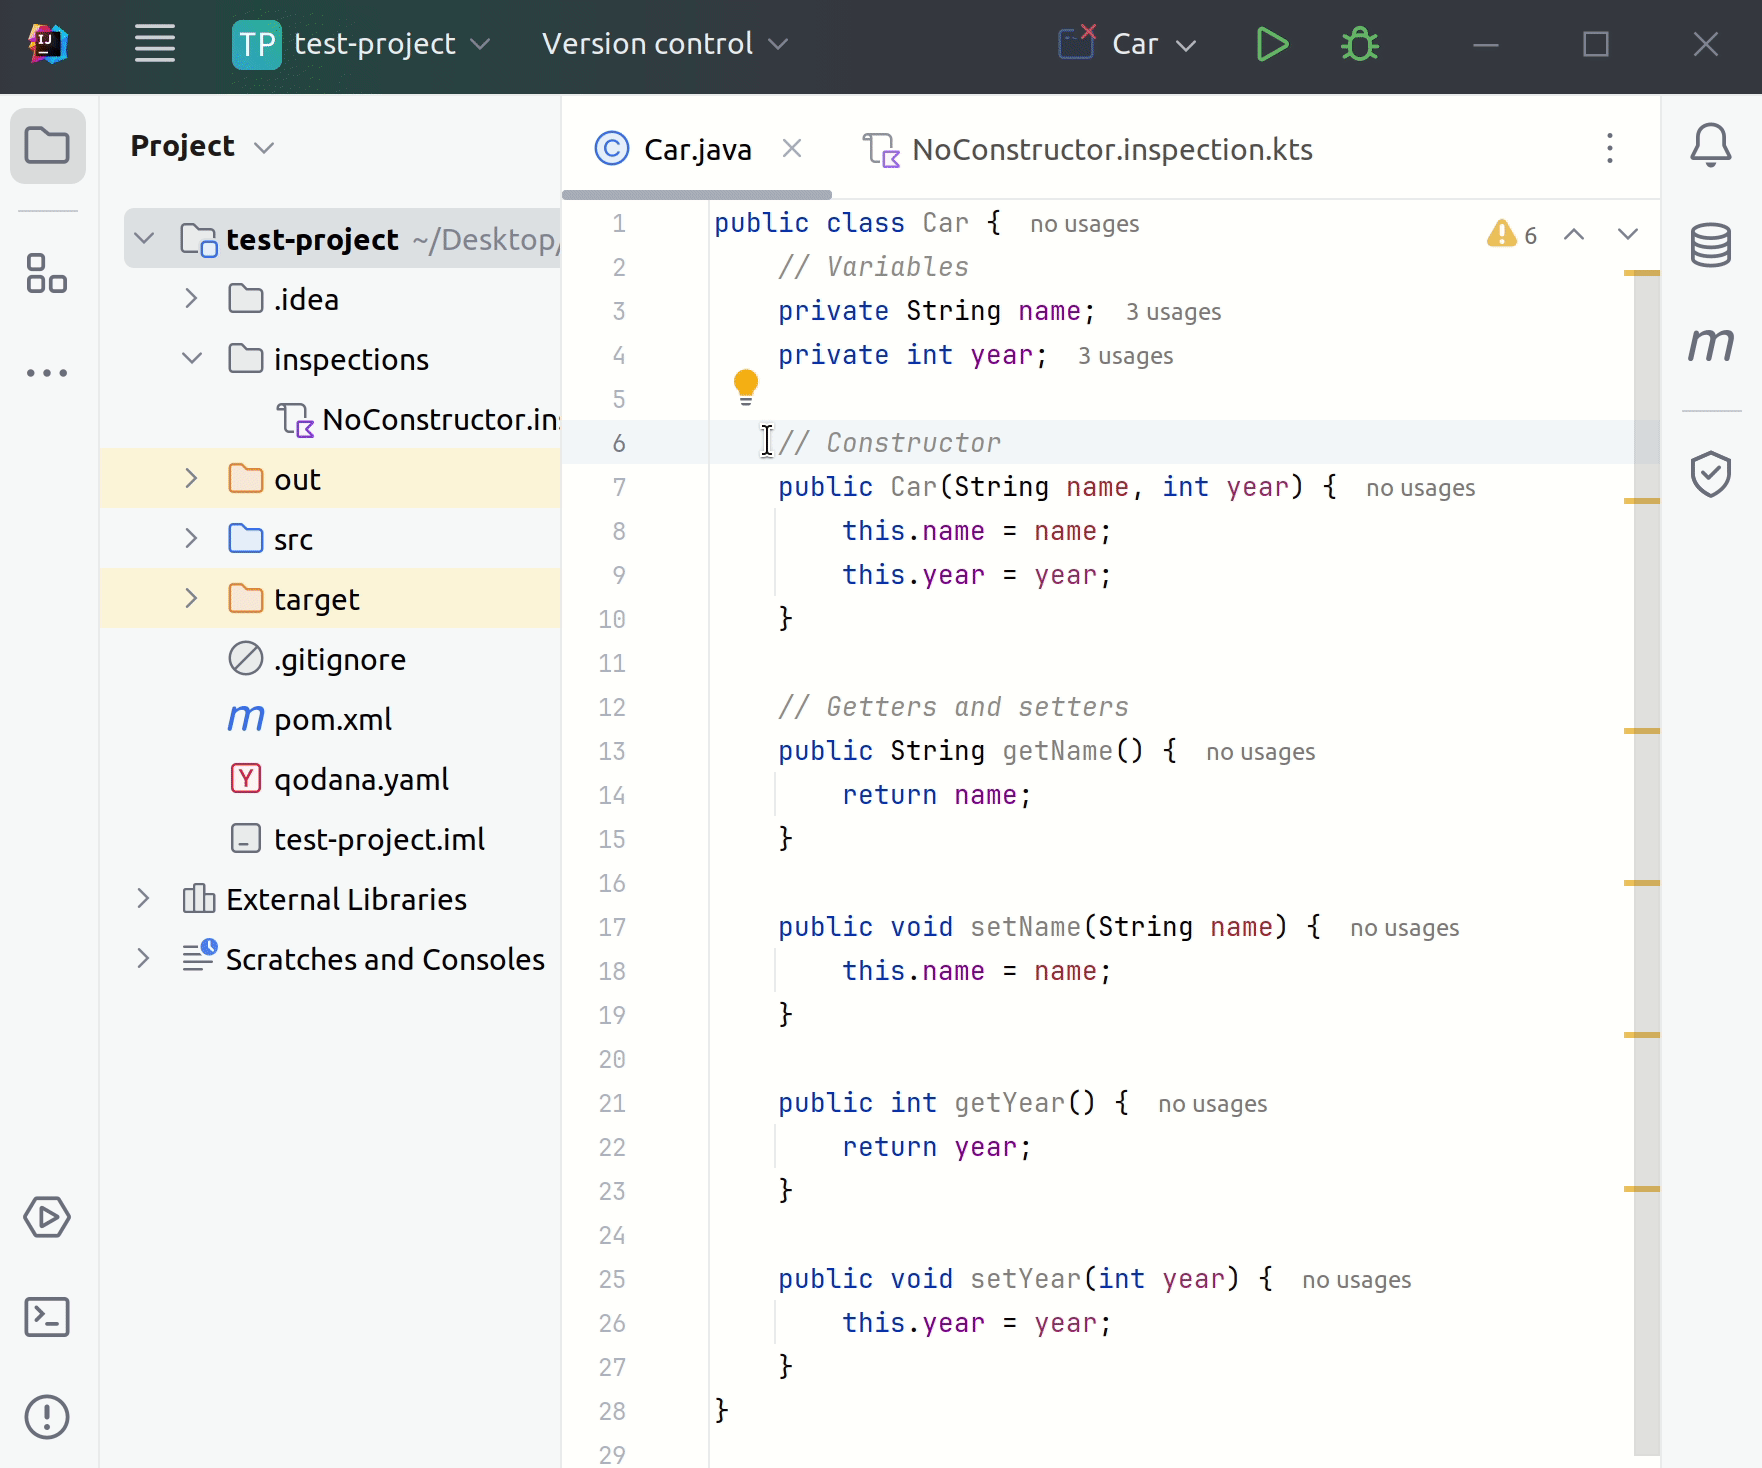 IJ TP test-project Version control Car
Project
Car.java NoConstructor.inspection.kts
test-project ~/Desktop/
.idea
inspections
NoConstructor.in
out
src
target
.gitignore
m pom.xml
Y qodana.yaml
test-project.iml
External Libraries
Scratches and Consoles
6
m
1 public class Car { no usages
2 // Variables
3 private String name; 3 usages
4 private int year; 3 usages
5
6 // Constructor
7 public Car(String name, int year) { no usages
8 this.name = name;
9 this.year = year;
10 }
11
12 // Getters and setters
13 public String getName() { no usages
14 return name;
15 }
16
17 public void setName(String name) { no usages
18 this.name = name;
19 }
20
21 public int getYear() { no usages
22 return year;
23 }
24
25 public void setYear(int year) { no usages
26 this.year = year;
27 }
28 }
29